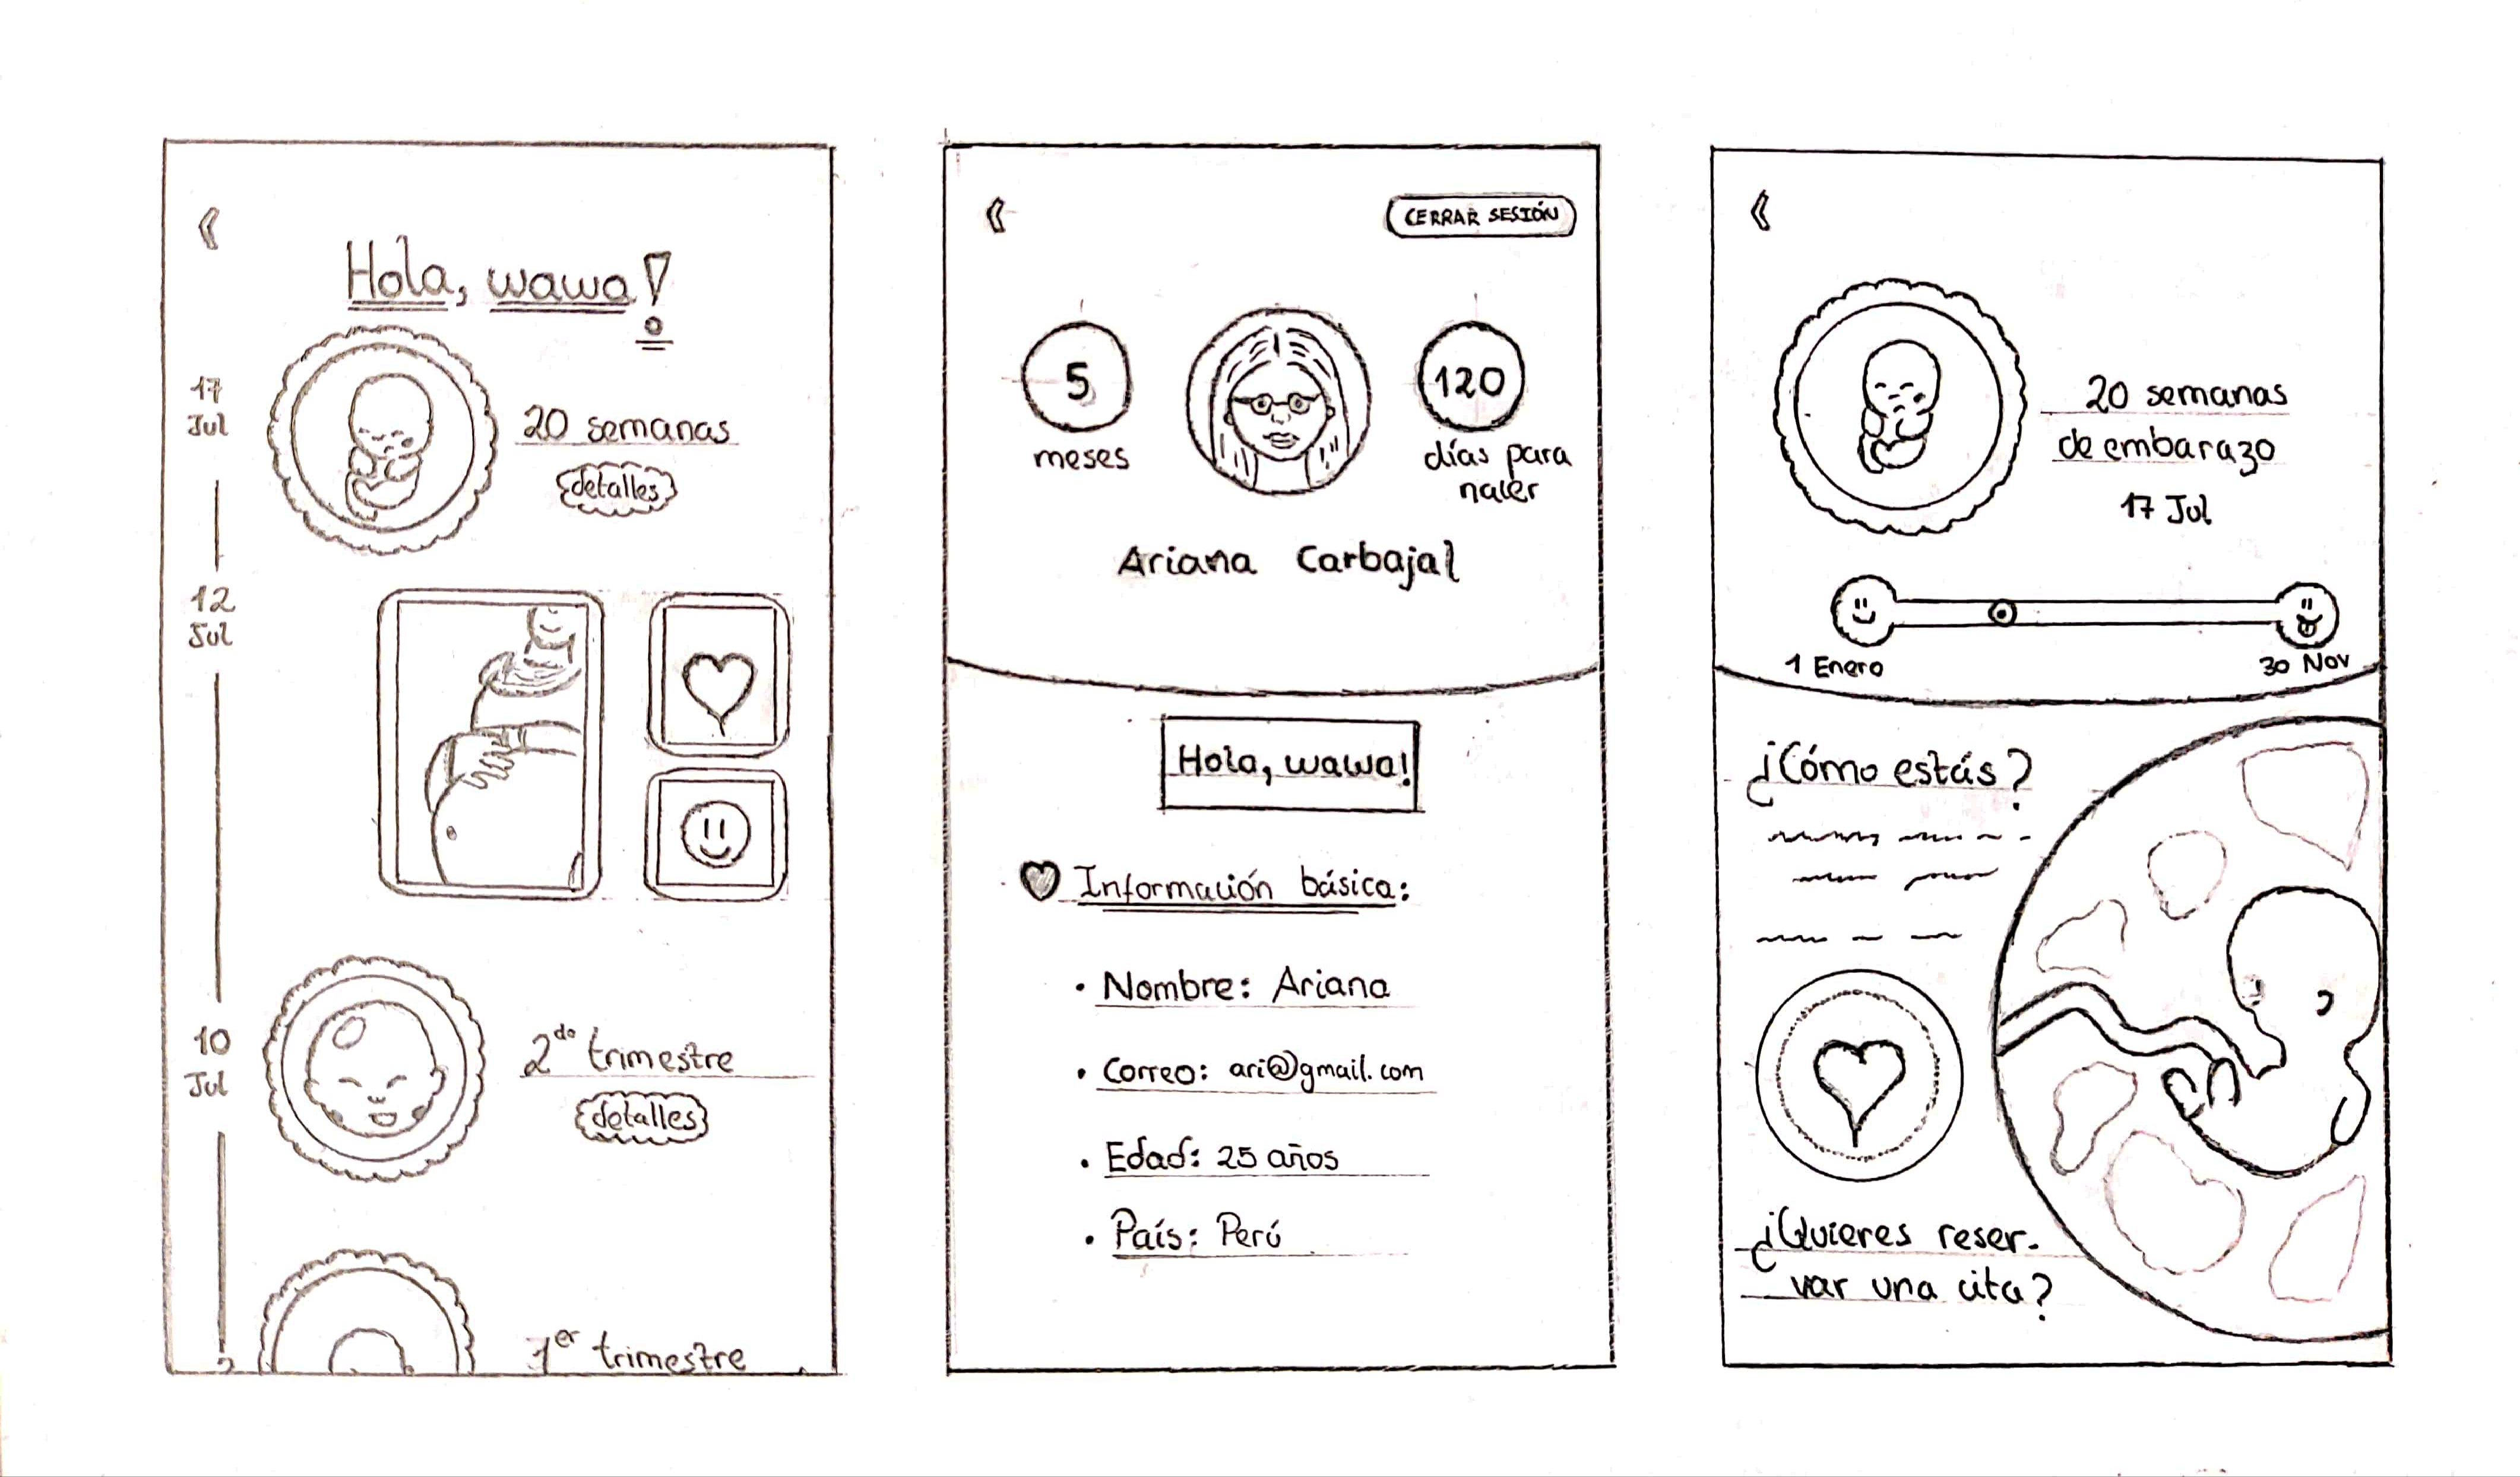 Hola, wawa!
17
Jul
20 semanas
detalles
12
Jul
10
Jul
2do trimestre
detalles
1er trimestre
CERRAR SESIÓN
5
meses
120
días para
nacer
Ariana Carbajal
Hola, wawa!
Información básica:
• Nombre: Ariana
• Correo: ari@gmail.com
• Edad: 25 años
• País: Perú
20 semanas
de embarazo
17 Jul
1 Enero
30 Nov
¿Cómo estás?
¿Quieres reser-
var una cita?